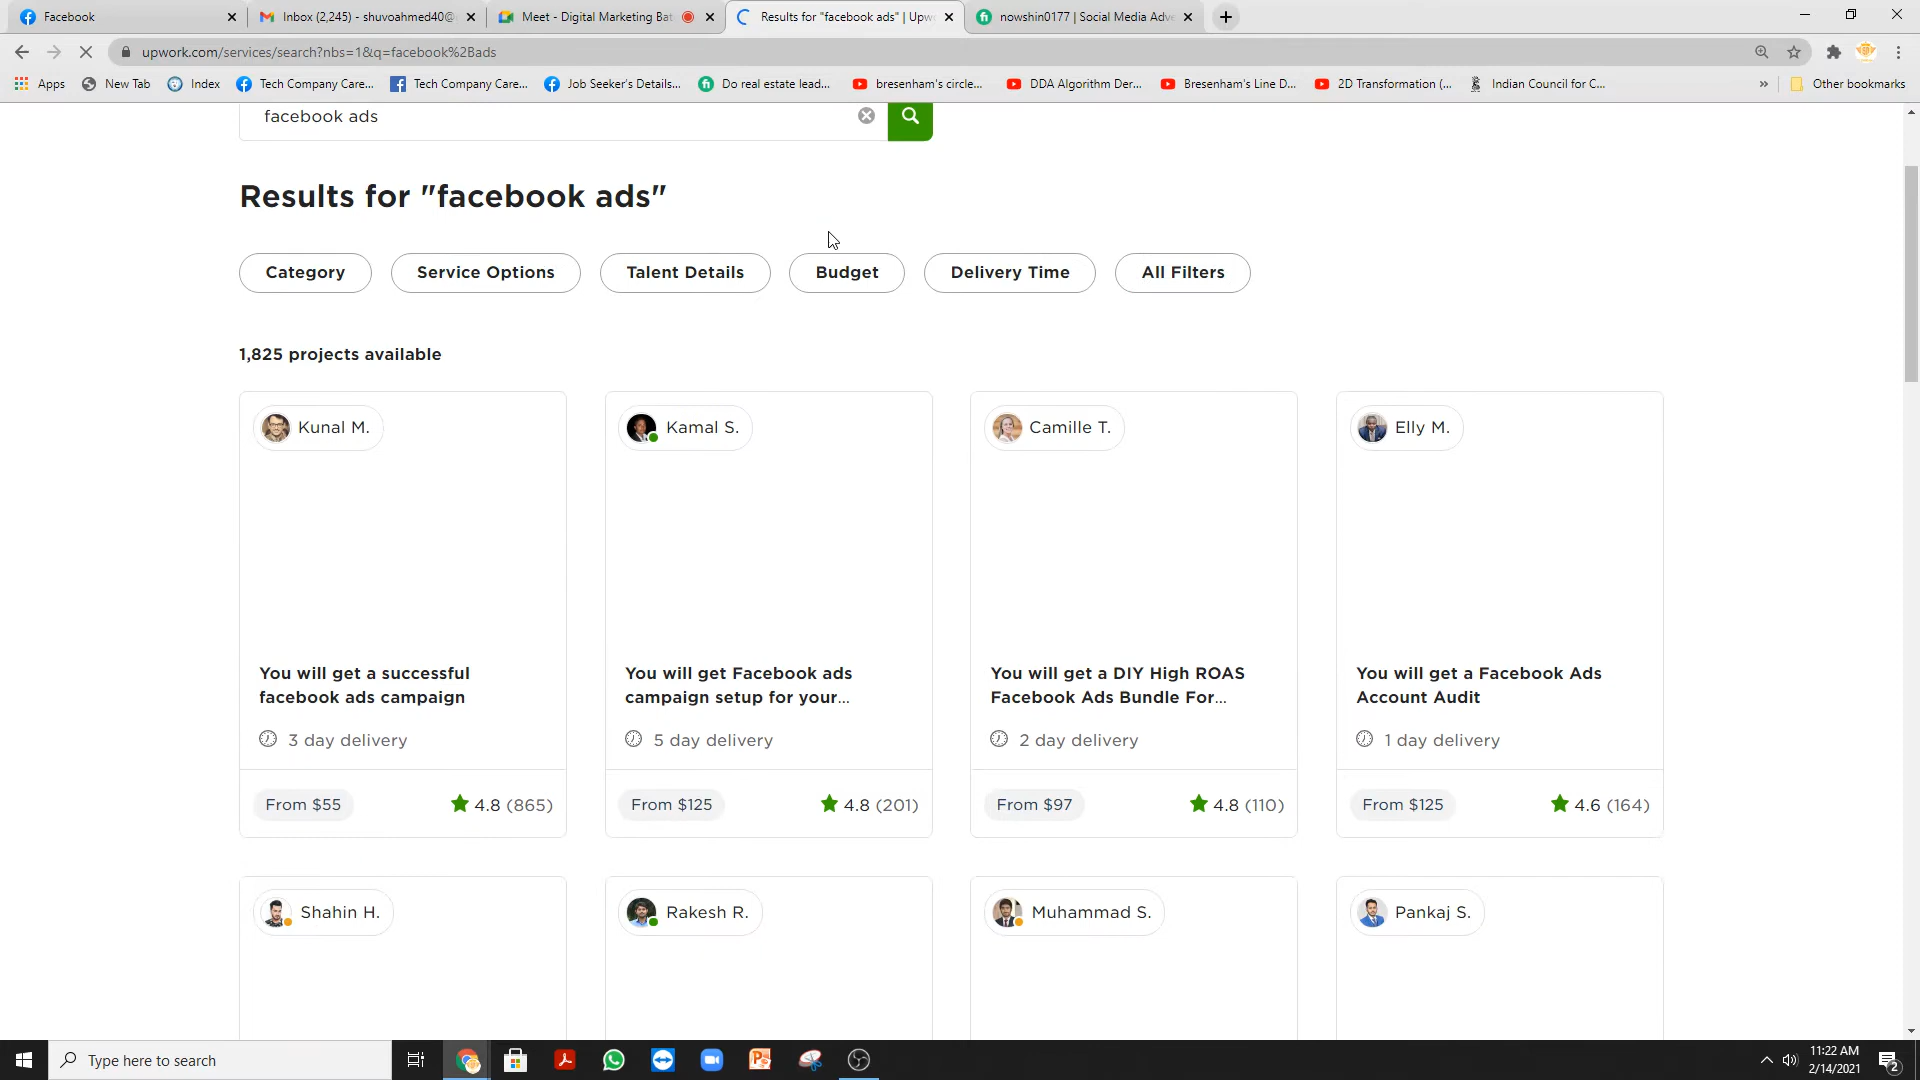 Facebook
Inbox (2,245) - shuvoahmed40@
Meet - Digital Marketing Bat
Results for "facebook ads" | Upw
nowshin0177 | Social Media Adve
upwork.com/services/search?nbs=1&q=facebook%2Bads
Apps
New Tab
Index
Tech Company Care...
Tech Company Care...
Job Seeker's Details...
Do real estate lead...
bresenham's circle...
DDA Algorithm Der...
Bresenham's Line D...
2D Transformation (...
Indian Council for C...
»
Other bookmarks
facebook ads
Results for "facebook ads"
Category
Service Options
Talent Details
Budget
Delivery Time
All Filters
1,825 projects available
Kunal M.
Kamal S.
Camille T.
Elly M.
You will get a successful
facebook ads campaign
You will get Facebook ads
campaign setup for your...
You will get a DIY High ROAS
Facebook Ads Bundle For...
You will get a Facebook Ads
Account Audit
3 day delivery
5 day delivery
2 day delivery
1 day delivery
From $55
4.8 (865)
From $125
4.8 (201)
From $97
4.8 (110)
From $125
4.6 (164)
Shahin H.
Rakesh R.
Muhammad S.
Pankaj S.
Type here to search
11:22 AM
2/14/2021
2